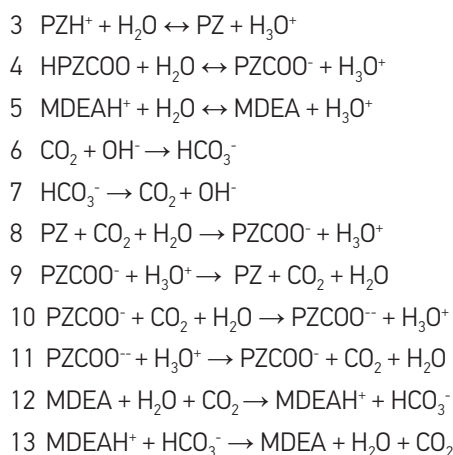 3 PZH⁺ + H₂O ↔ PZ + H₃O⁺
4 HPZCOO + H₂O ↔ PZCOO⁻ + H₃O⁺
5 MDEAH⁺ + H₂O ↔ MDEA + H₃O⁺
6 CO₂ + OH⁻ → HCO₃⁻
7 HCO₃⁻ → CO₂ + OH⁻
8 PZ + CO₂ + H₂O → PZCOO⁻ + H₃O⁺
9 PZCOO⁻ + H₃O⁺ → PZ + CO₂ + H₂O
10 PZCOO⁻ + CO₂ + H₂O → PZCOO⁻⁻ + H₃O⁺
11 PZCOO⁻⁻ + H₃O⁺ → PZCOO⁻ + CO₂ + H₂O
12 MDEA + H₂O + CO₂ → MDEAH⁺ + HCO₃⁻
13 MDEAH⁺ + HCO₃⁻ → MDEA + H₂O + CO₂